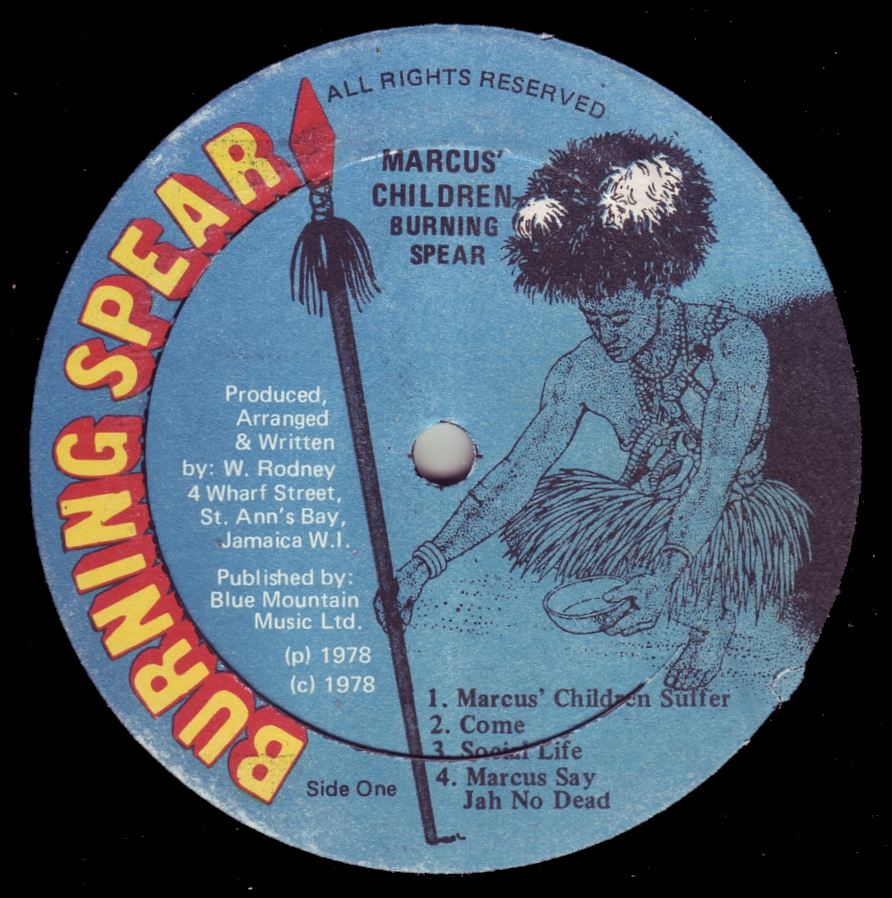 ALL RIGHTS RESERVED
BURNING SPEAR
MARCUS'
CHILDREN
BURNING
SPEAR
Produced,
Arranged
& Written
by: W. Rodney
4 Wharf Street,
St. Ann's Bay,
Jamaica W.I.
Published by:
Blue Mountain
Music Ltd.
(p) 1978
(c) 1978
1. Marcus' Children Suffer
2. Come
3. Social Life
4. Marcus Say
Jah No Dead
Side One